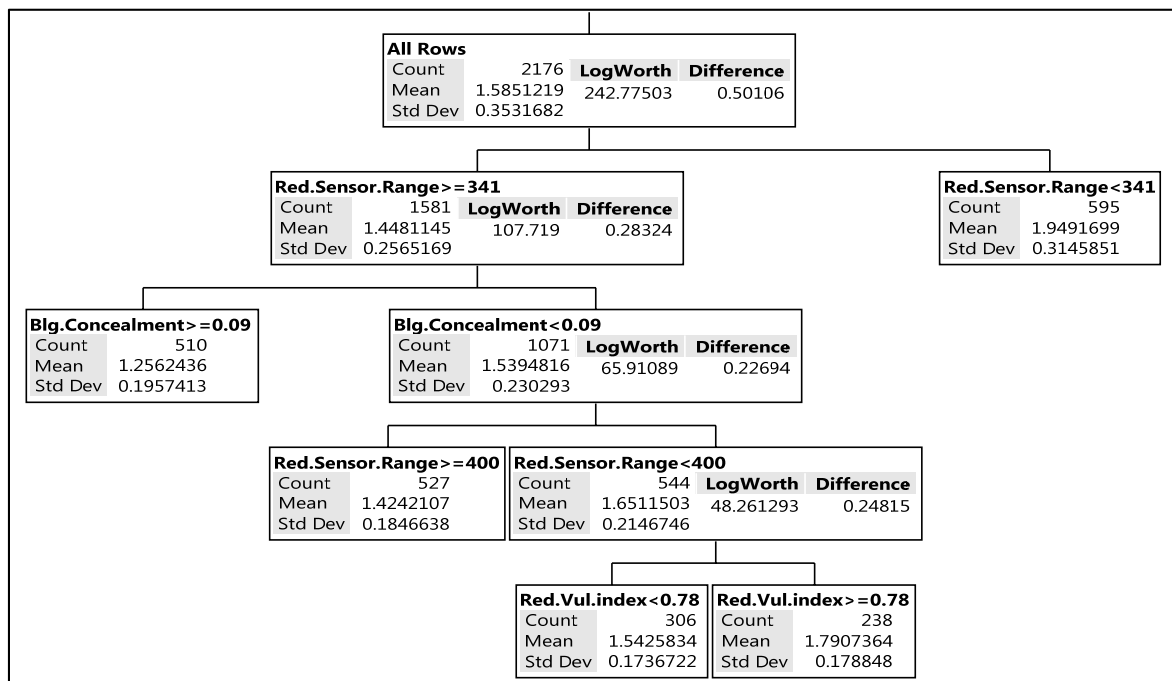 All Rows
Count 2176 LogWorth Difference
Mean 1.5851219 242.77503 0.50106
Std Dev 0.3531682
Red.Sensor.Range>=341
Count 1581 LogWorth Difference
Mean 1.4481145 107.719 0.28324
Std Dev 0.2565169
Red.Sensor.Range<341
Count 595
Mean 1.9491699
Std Dev 0.3145851
Blg.Concealment>=0.09
Count 510
Mean 1.2562436
Std Dev 0.1957413
Blg.Concealment<0.09
Count 1071 LogWorth Difference
Mean 1.5394816 65.91089 0.22694
Std Dev 0.230293
Red.Sensor.Range>=400
Count 527
Mean 1.4242107
Std Dev 0.1846638
Red.Sensor.Range<400
Count 544 LogWorth Difference
Mean 1.6511503 48.261293 0.24815
Std Dev 0.2146746
Red.Vul.index<0.78
Count 306
Mean 1.5425834
Std Dev 0.1736722
Red.Vul.index>=0.78
Count 238
Mean 1.7907364
Std Dev 0.178848